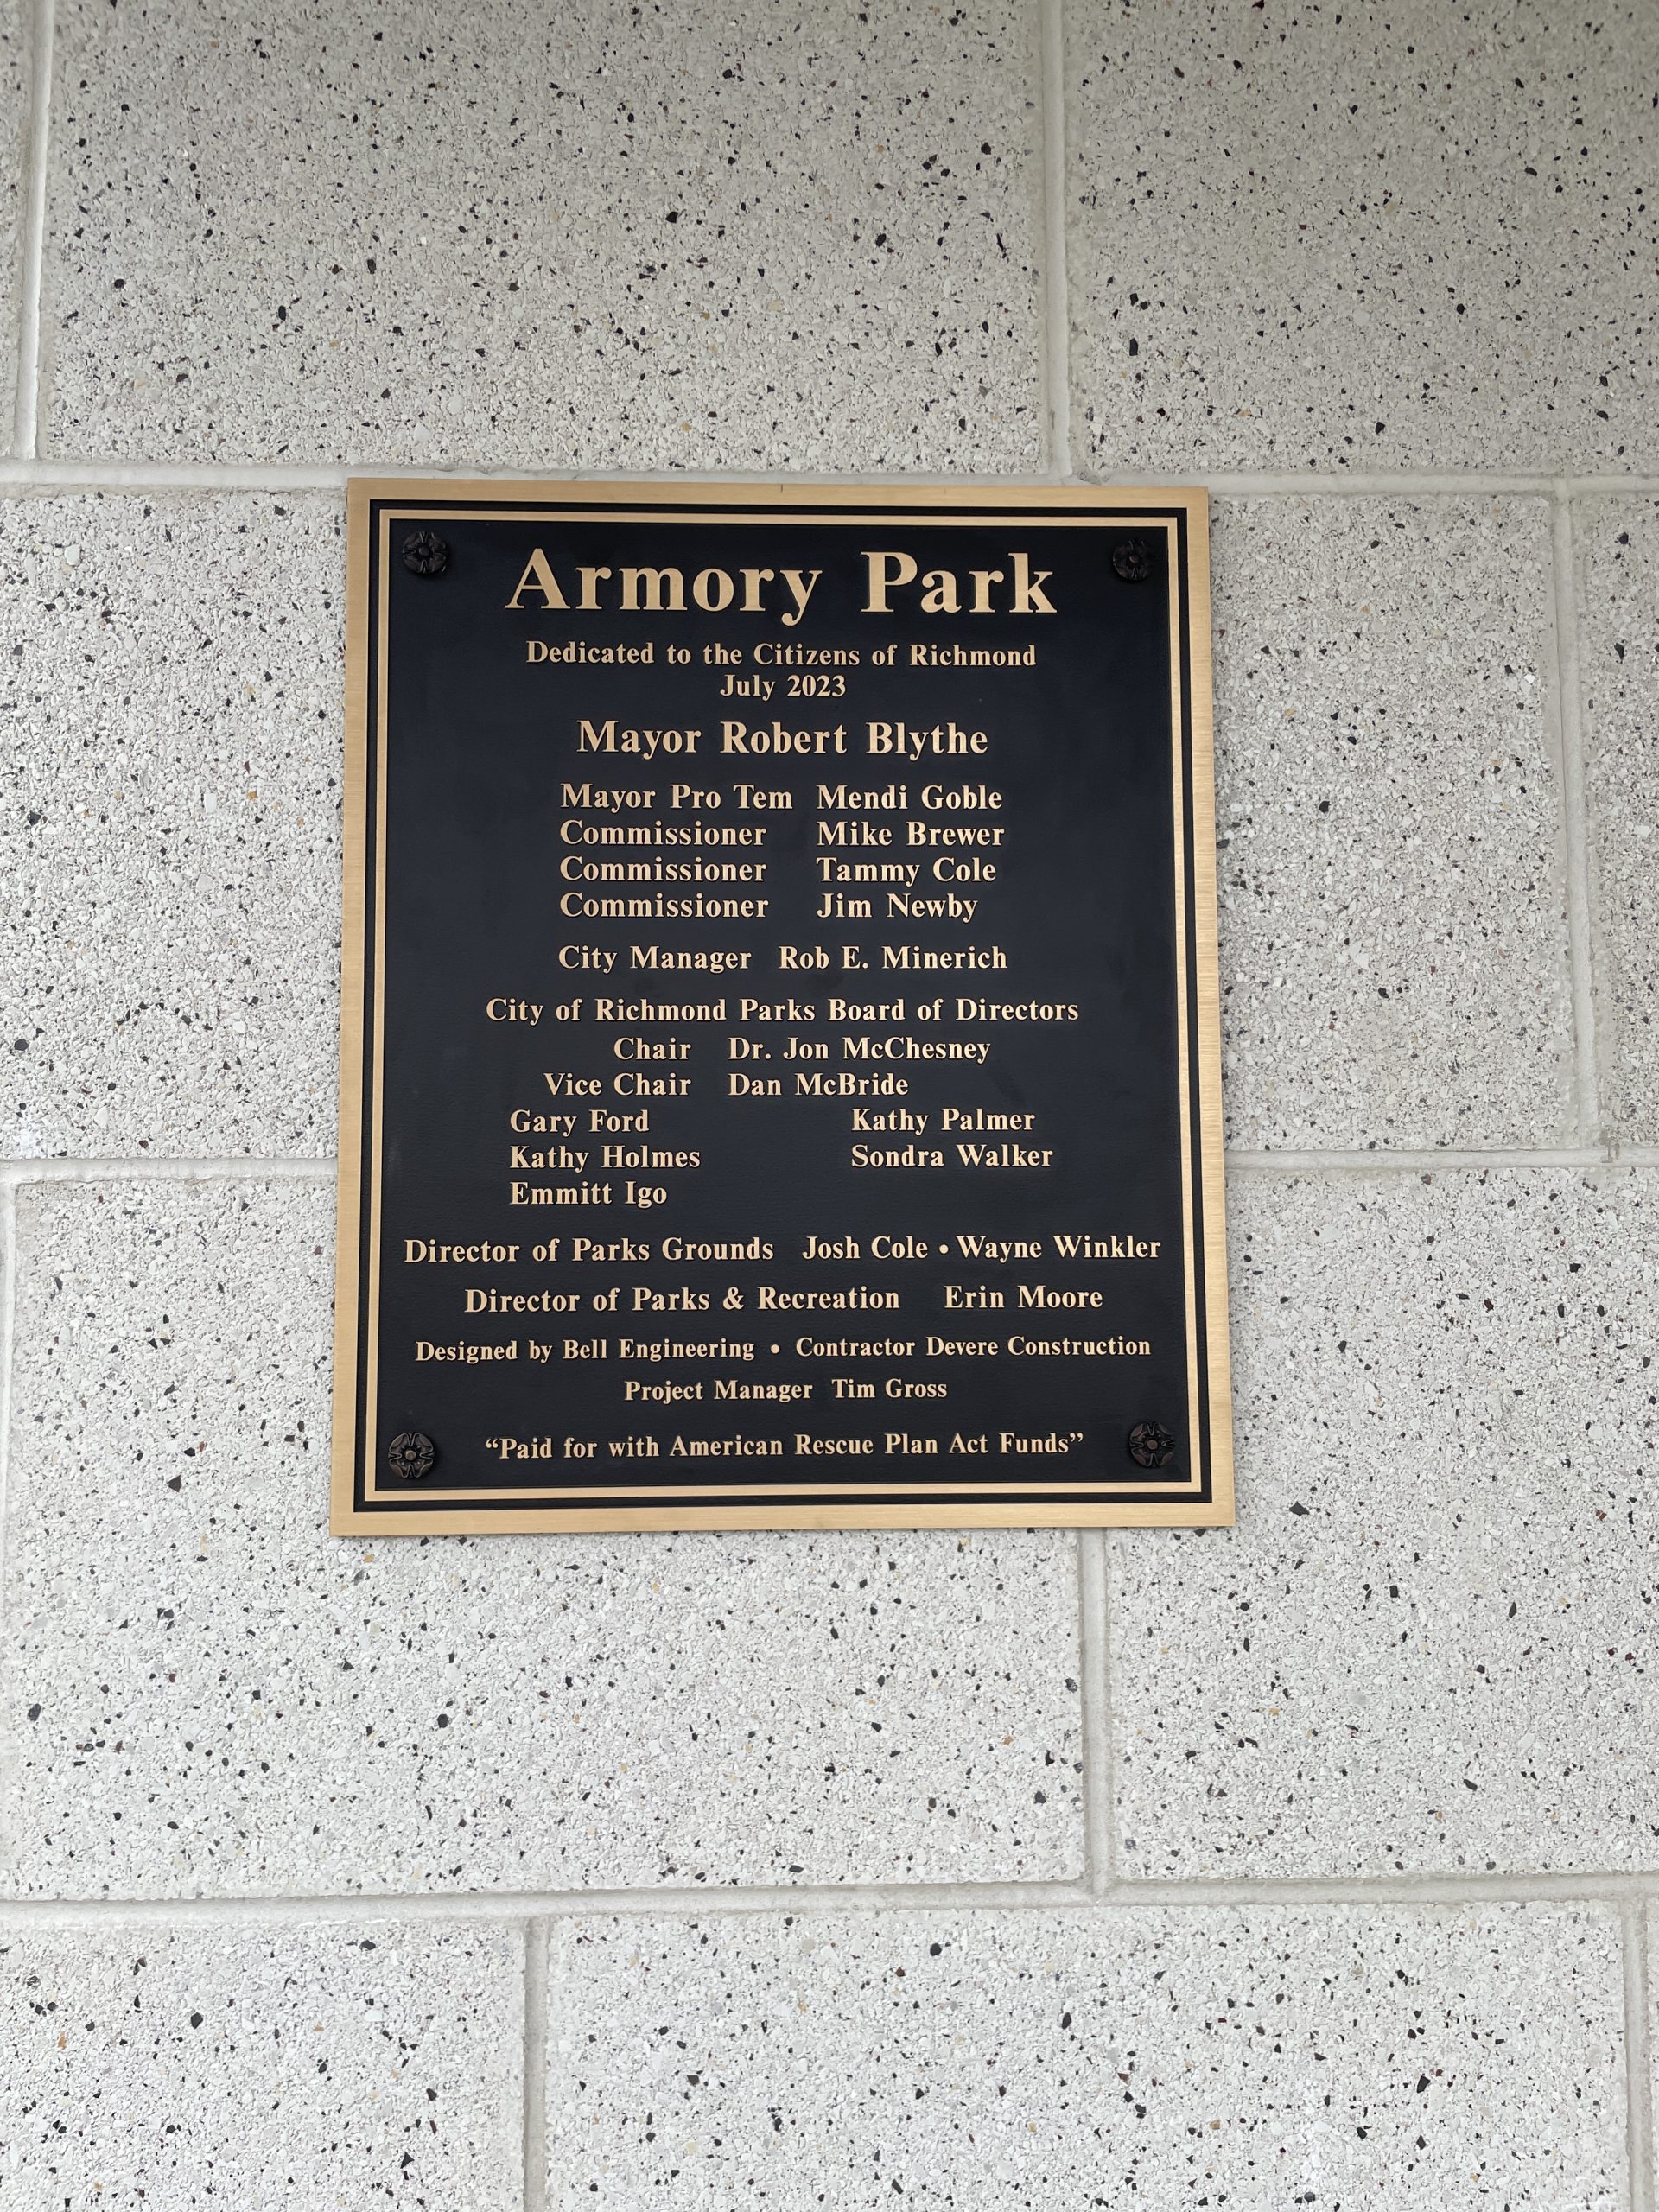 Armory Park
Dedicated to the Citizens of Richmond
July 2023
Mayor Robert Blythe
Mayor Pro Tem Mendi Goble
Commissioner Mike Brewer
Commissioner Tammy Cole
Commissioner Jim Newby
City Manager Rob E. Minerich
City of Richmond Parks Board of Directors
Chair Dr. Jon McChesney
Vice Chair Dan McBride
Gary Ford Kathy Palmer
Kathy Holmes Sondra Walker
Emmitt Igo
Director of Parks Grounds Josh Cole • Wayne Winkler
Director of Parks & Recreation Erin Moore
Designed by Bell Engineering • Contractor Devere Construction
Project Manager Tim Gross
“Paid for with American Rescue Plan Act Funds”